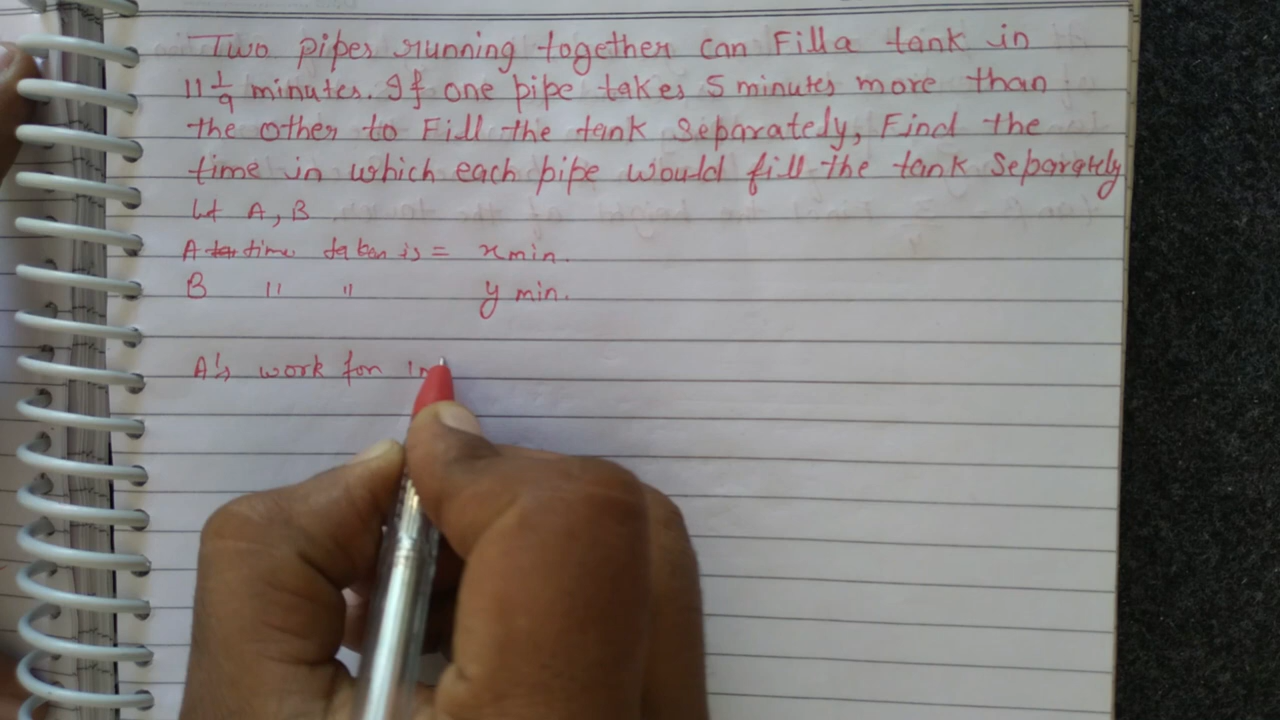 Two pipes running together can Fill a tank in
11 1/9 minutes. If one pipe takes 5 minutes more than
the other to Fill the tank Separately, Find the
time in which each pipe would fill the tank Separately
Let A, B
A time taken is = x min.
B " " y min.
A's work for 1m